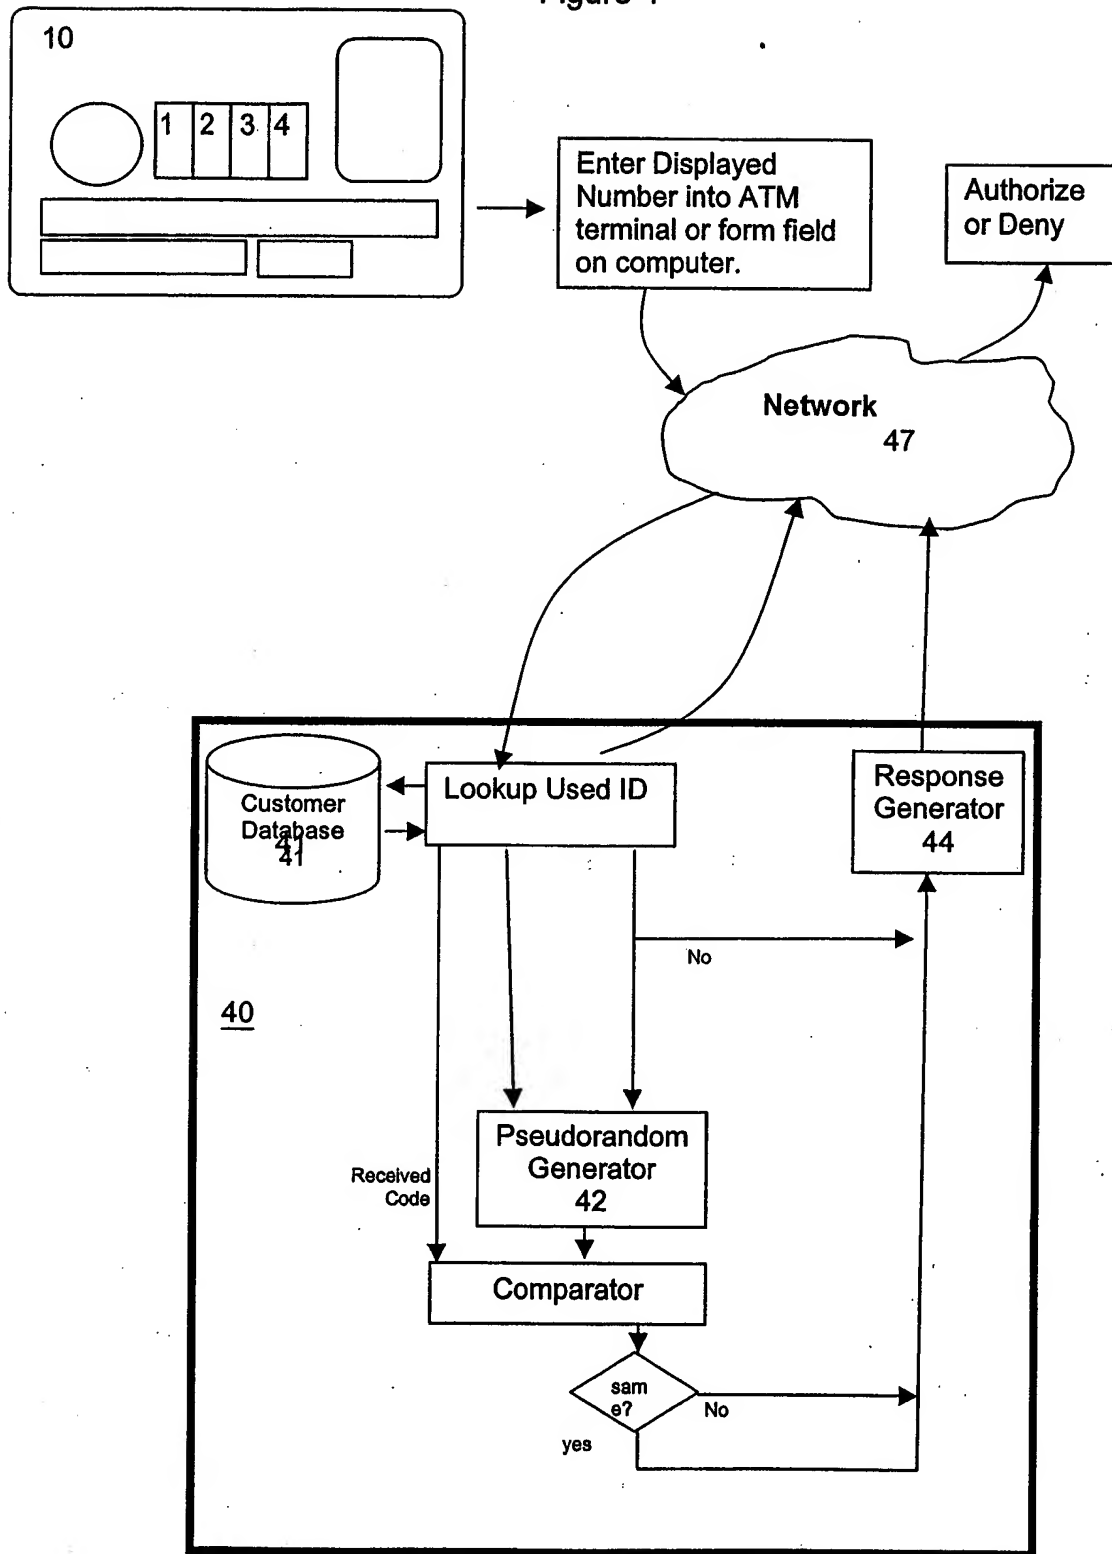 10
1 2 3 4
Enter Displayed
Number into ATM
terminal or form field
on computer.
Authorize
or Deny
Network
47
Customer
Database
41
41
Lookup Used ID
Response
Generator
44
No
40
Pseudorandom
Generator
42
Received
Code
Comparator
sam
e?
No
yes